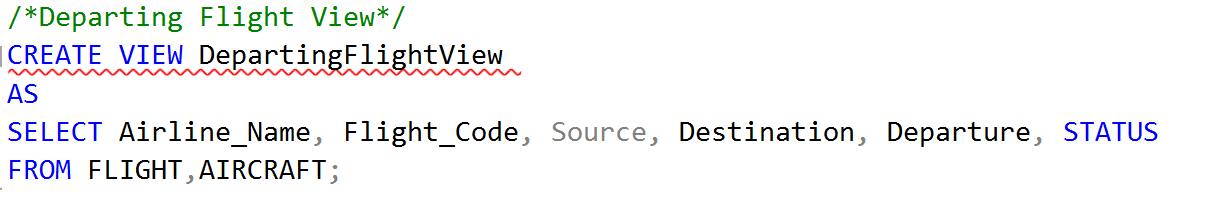 /*Departing Flight View*/
CREATE VIEW DepartingFlightView
AS
SELECT Airline_Name, Flight_Code, Source, Destination, Departure, STATUS
FROM FLIGHT,AIRCRAFT;